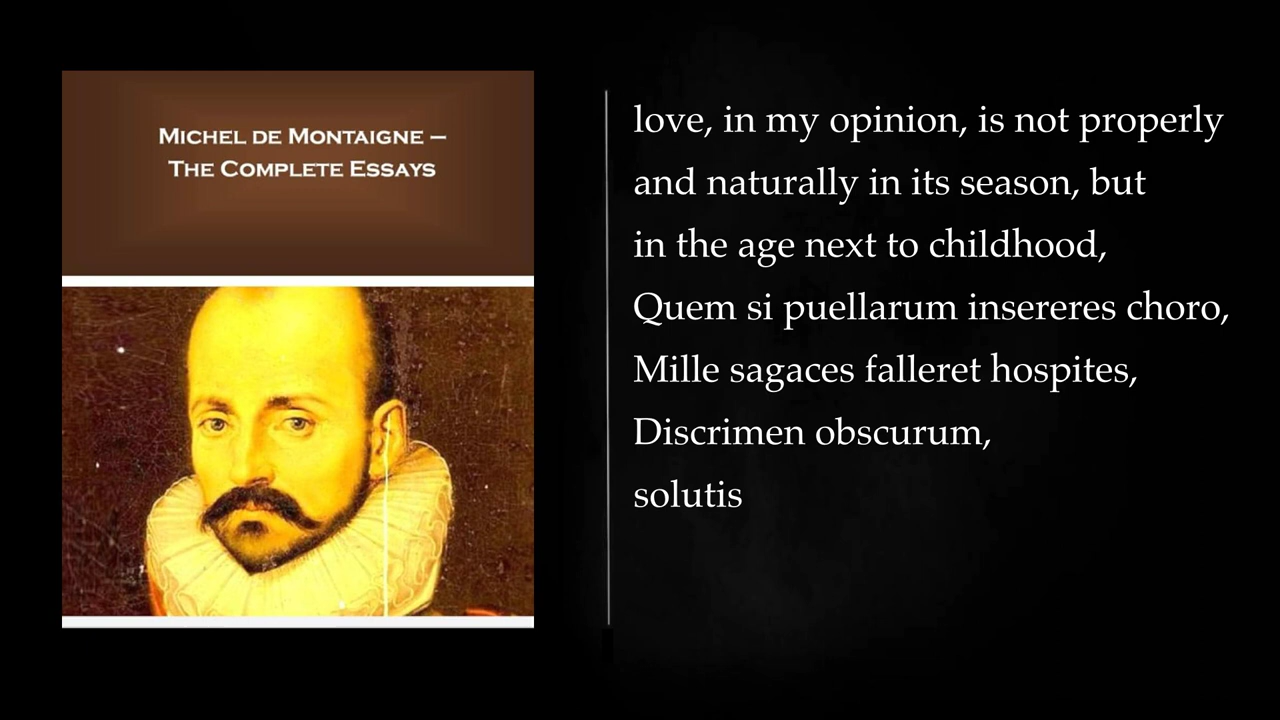 MICHEL DE MONTAIGNE –
THE COMPLETE ESSAYS
love, in my opinion, is not properly
and naturally in its season, but
in the age next to childhood,
Quem si puellarum insereres choro,
Mille sagaces falleret hospites,
Discrimen obscurum,
solutis